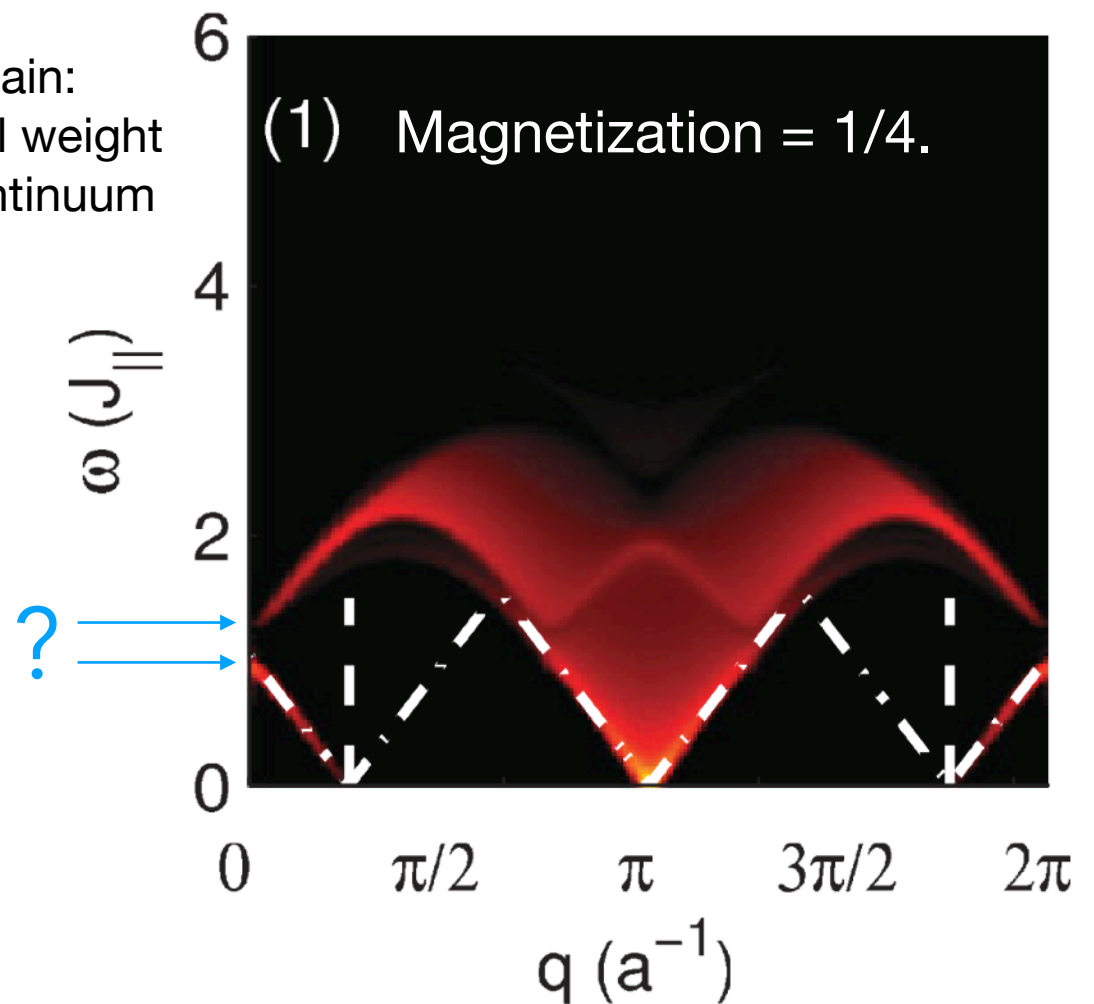 ain:
l weight
ntinuum
(1) Magnetization = 1/4.
6
4
2
0
ω (J||)
?
0 π/2 π 3π/2 2π
q (a⁻¹)